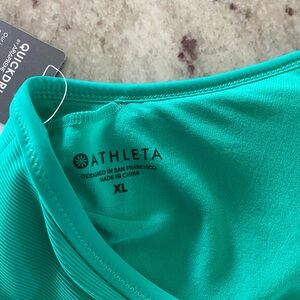 QUICKDRY
ATHLETA
DESIGNED IN SAN FRANCISCO
MADE IN CHINA
XL